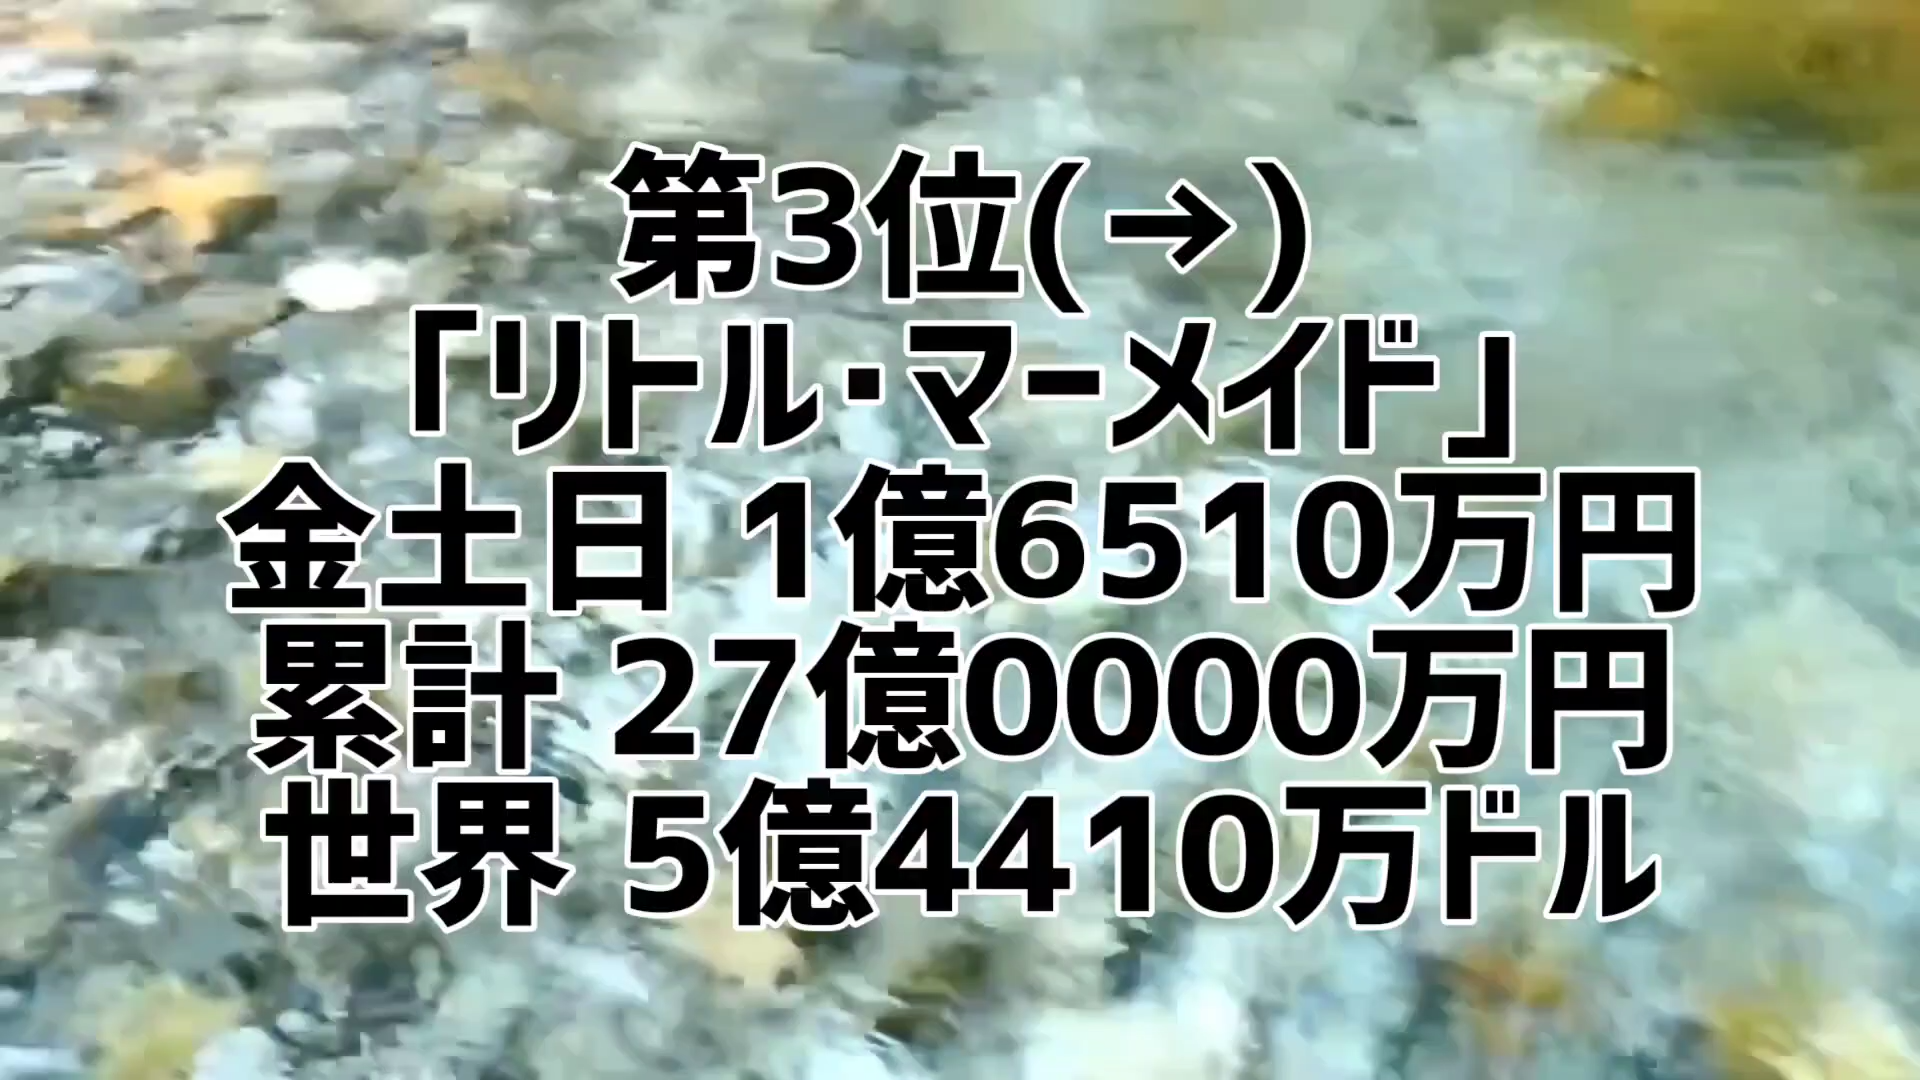 第3位(→)
「リトル･マーメイド」
金土日 1億6510万円
累計 27億0000万円
世界 5億4410万ドル